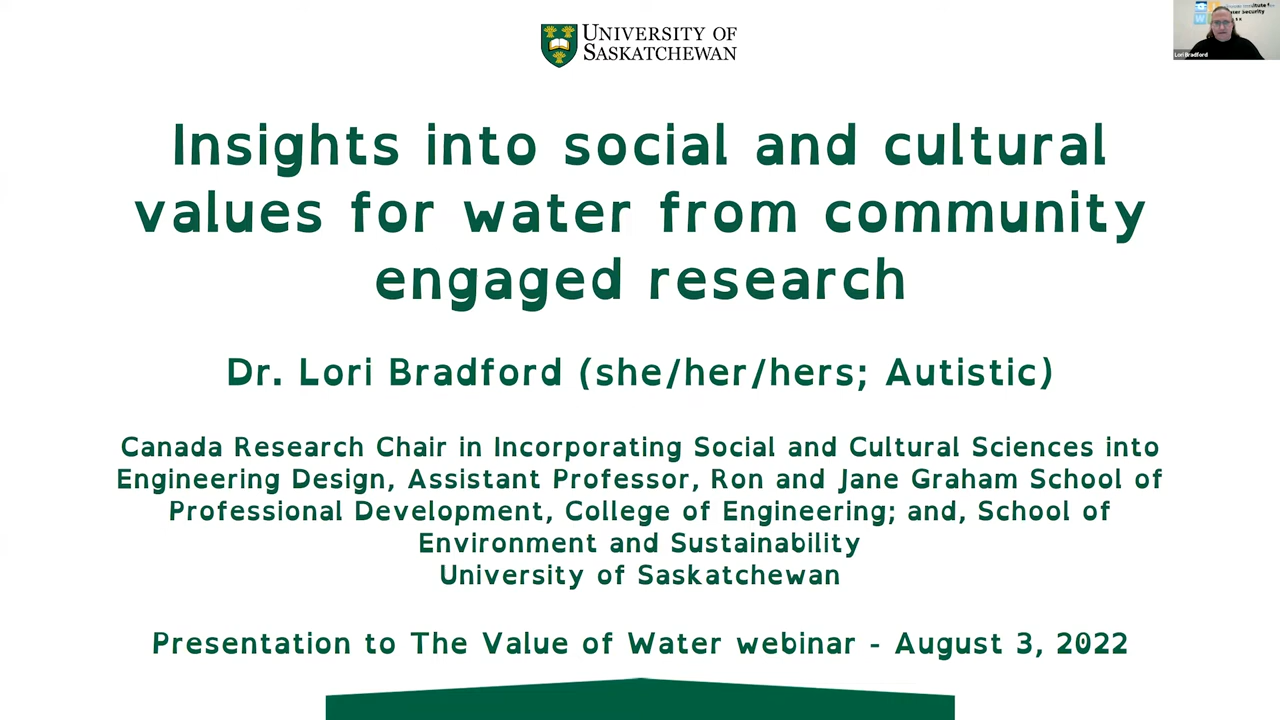 UNIVERSITY OF
SASKATCHEWAN
Lori Bradford
Insights into social and cultural
values for water from community
engaged research
Dr. Lori Bradford (she/her/hers; Autistic)
Canada Research Chair in Incorporating Social and Cultural Sciences into
Engineering Design, Assistant Professor, Ron and Jane Graham School of
Professional Development, College of Engineering; and, School of
Environment and Sustainability
University of Saskatchewan
Presentation to The Value of Water webinar - August 3, 2022